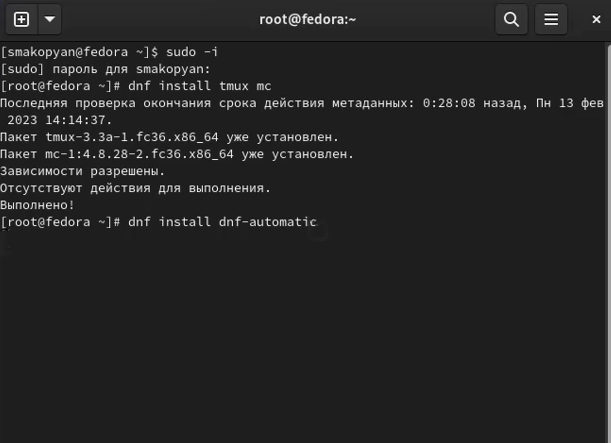 root@fedora:~
[smakopyan@fedora ~]$ sudo -i
[sudo] пароль для smakopyan:
[root@fedora ~]# dnf install tmux mc
Последняя проверка окончания срока действия метаданных: 0:28:08 назад, Пн 13 фев
 2023 14:14:37.
Пакет tmux-3.3a-1.fc36.x86_64 уже установлен.
Пакет mc-1:4.8.28-2.fc36.x86_64 уже установлен.
Зависимости разрешены.
Отсутствуют действия для выполнения.
Выполнено!
[root@fedora ~]# dnf install dnf-automatic